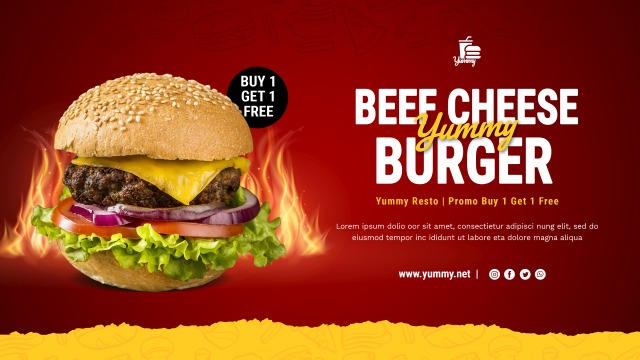 Yummy
BUY 1
GET 1
FREE
BEEF CHEESE
Yummy
BURGER
Yummy Resto | Promo Buy 1 Get 1 Free
Lorem ipsum dolio oor sit amet, consectetiur adipisci nung elit, sed do
eiusmod tempor inc ididunt ut labore eta dolore magna aliqua
www.yummy.net |